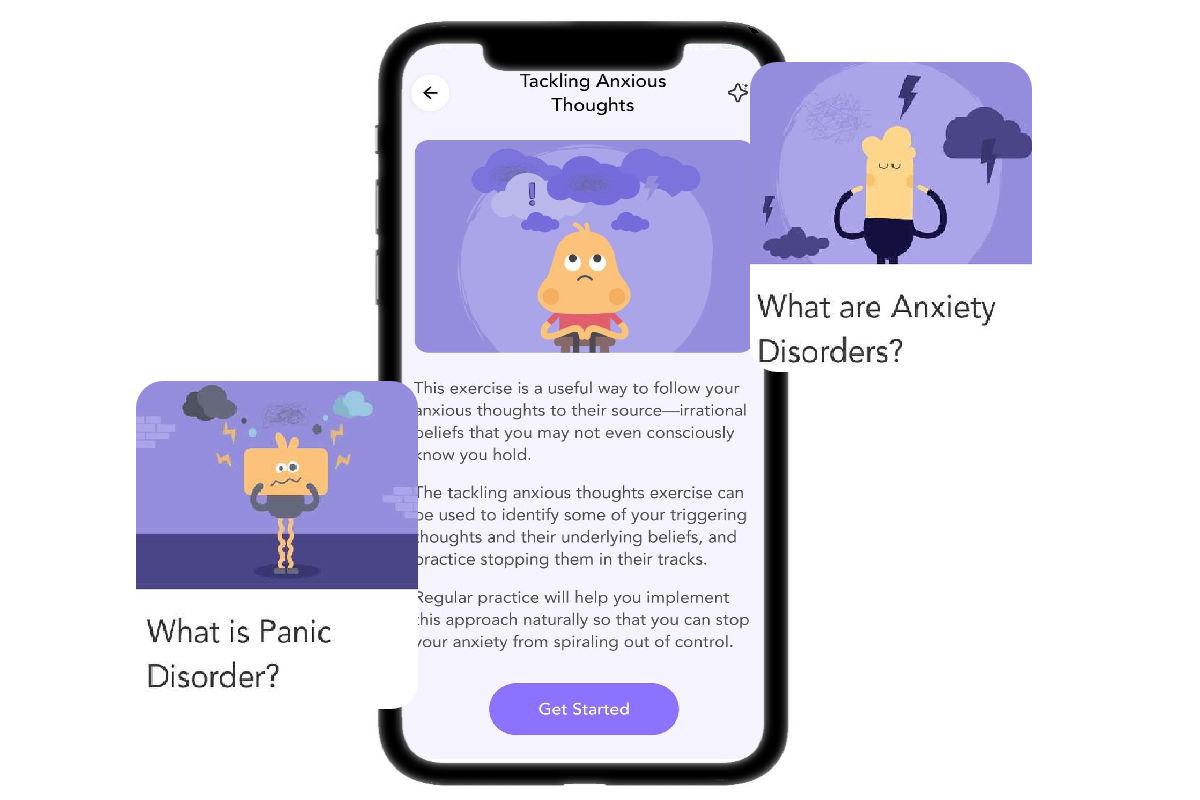 Tackling Anxious
Thoughts
!
This exercise is a useful way to follow your
anxious thoughts to their source—irrational
beliefs that you may not even consciously
know you hold.
The tackling anxious thoughts exercise can
be used to identify some of your triggering
thoughts and their underlying beliefs, and
practice stopping them in their tracks.
Regular practice will help you implement
this approach naturally so that you can stop
your anxiety from spiraling out of control.
Get Started
What are Anxiety
Disorders?
What is Panic
Disorder?